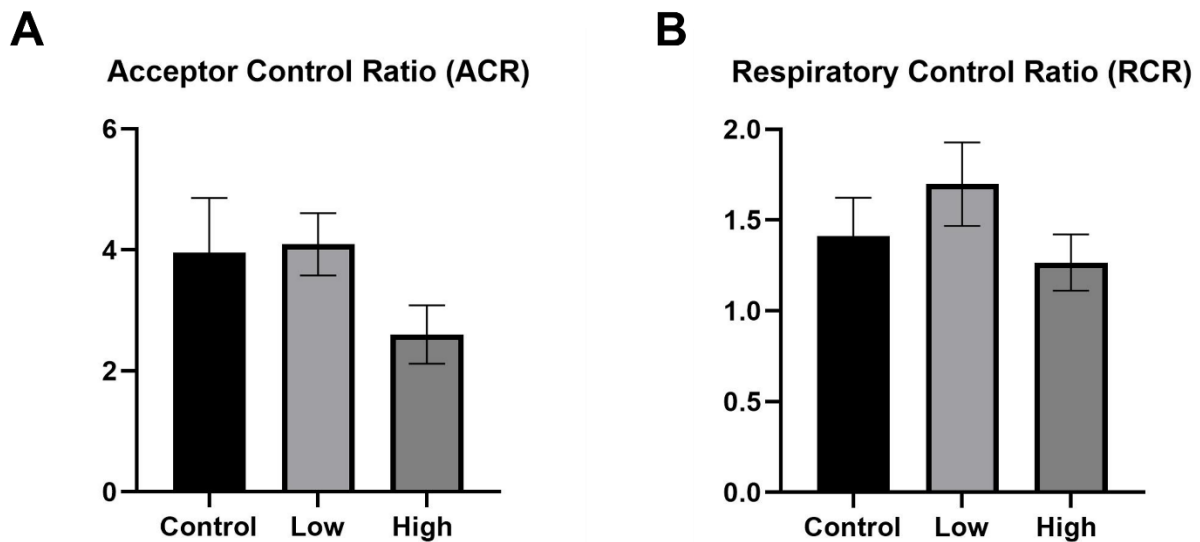 A
Acceptor Control Ratio (ACR)
6
4
2
0
Control Low High
B
Respiratory Control Ratio (RCR)
2.0
1.5
1.0
0.5
0.0
Control Low High